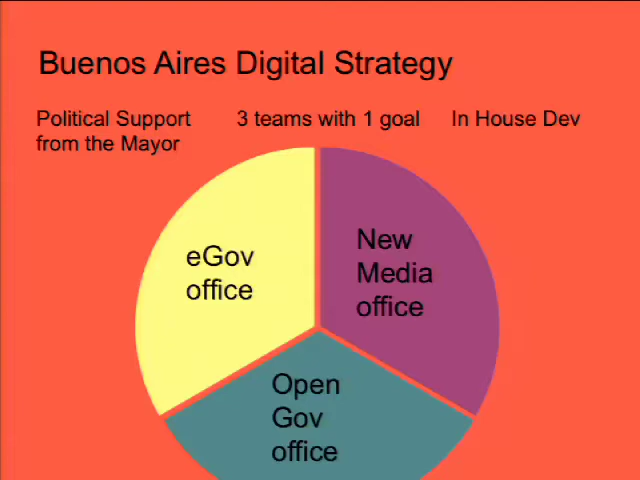 Buenos Aires Digital Strategy
Political Support
from the Mayor
3 teams with 1 goal
In House Dev
eGov
office
New
Media
office
Open
Gov
office